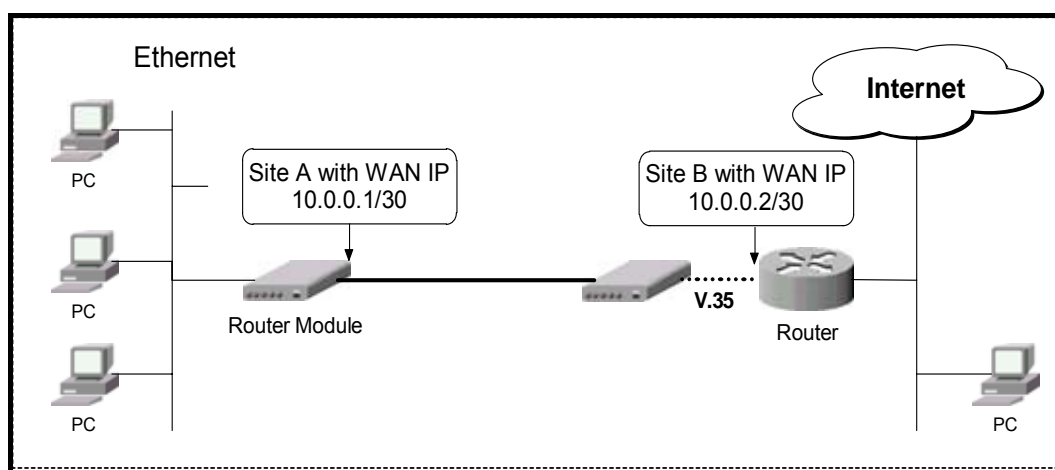 Ethernet
Internet
PC
Site A with WAN IP
10.0.0.1/30
Site B with WAN IP
10.0.0.2/30
PC
Router Module
V.35
Router
PC
PC